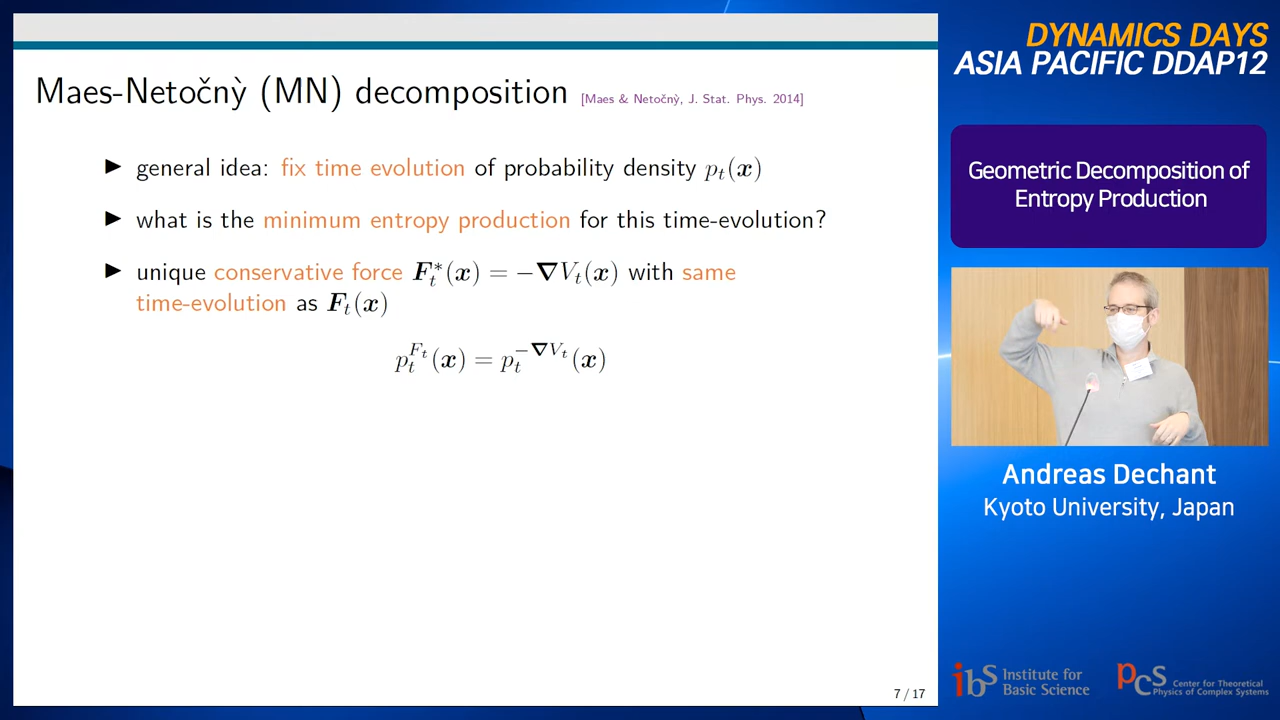 Maes-Netočnỳ (MN) decomposition [Maes & Netočnỳ, J. Stat. Phys. 2014]
▶ general idea: fix time evolution of probability density pₜ(x)
▶ what is the minimum entropy production for this time-evolution?
▶ unique conservative force F*ₜ(x) = −∇Vₜ(x) with same
time-evolution as Fₜ(x)
pₜ^{Fₜ}(x) = pₜ^{−∇Vₜ}(x)
7 / 17
DYNAMICS DAYS
ASIA PACIFIC DDAP12
Geometric Decomposition of
Entropy Production
Andreas Dechant
Kyoto University, Japan
ibS Institute for
Basic Science
PCS Center for Theoretical
Physics of Complex Systems